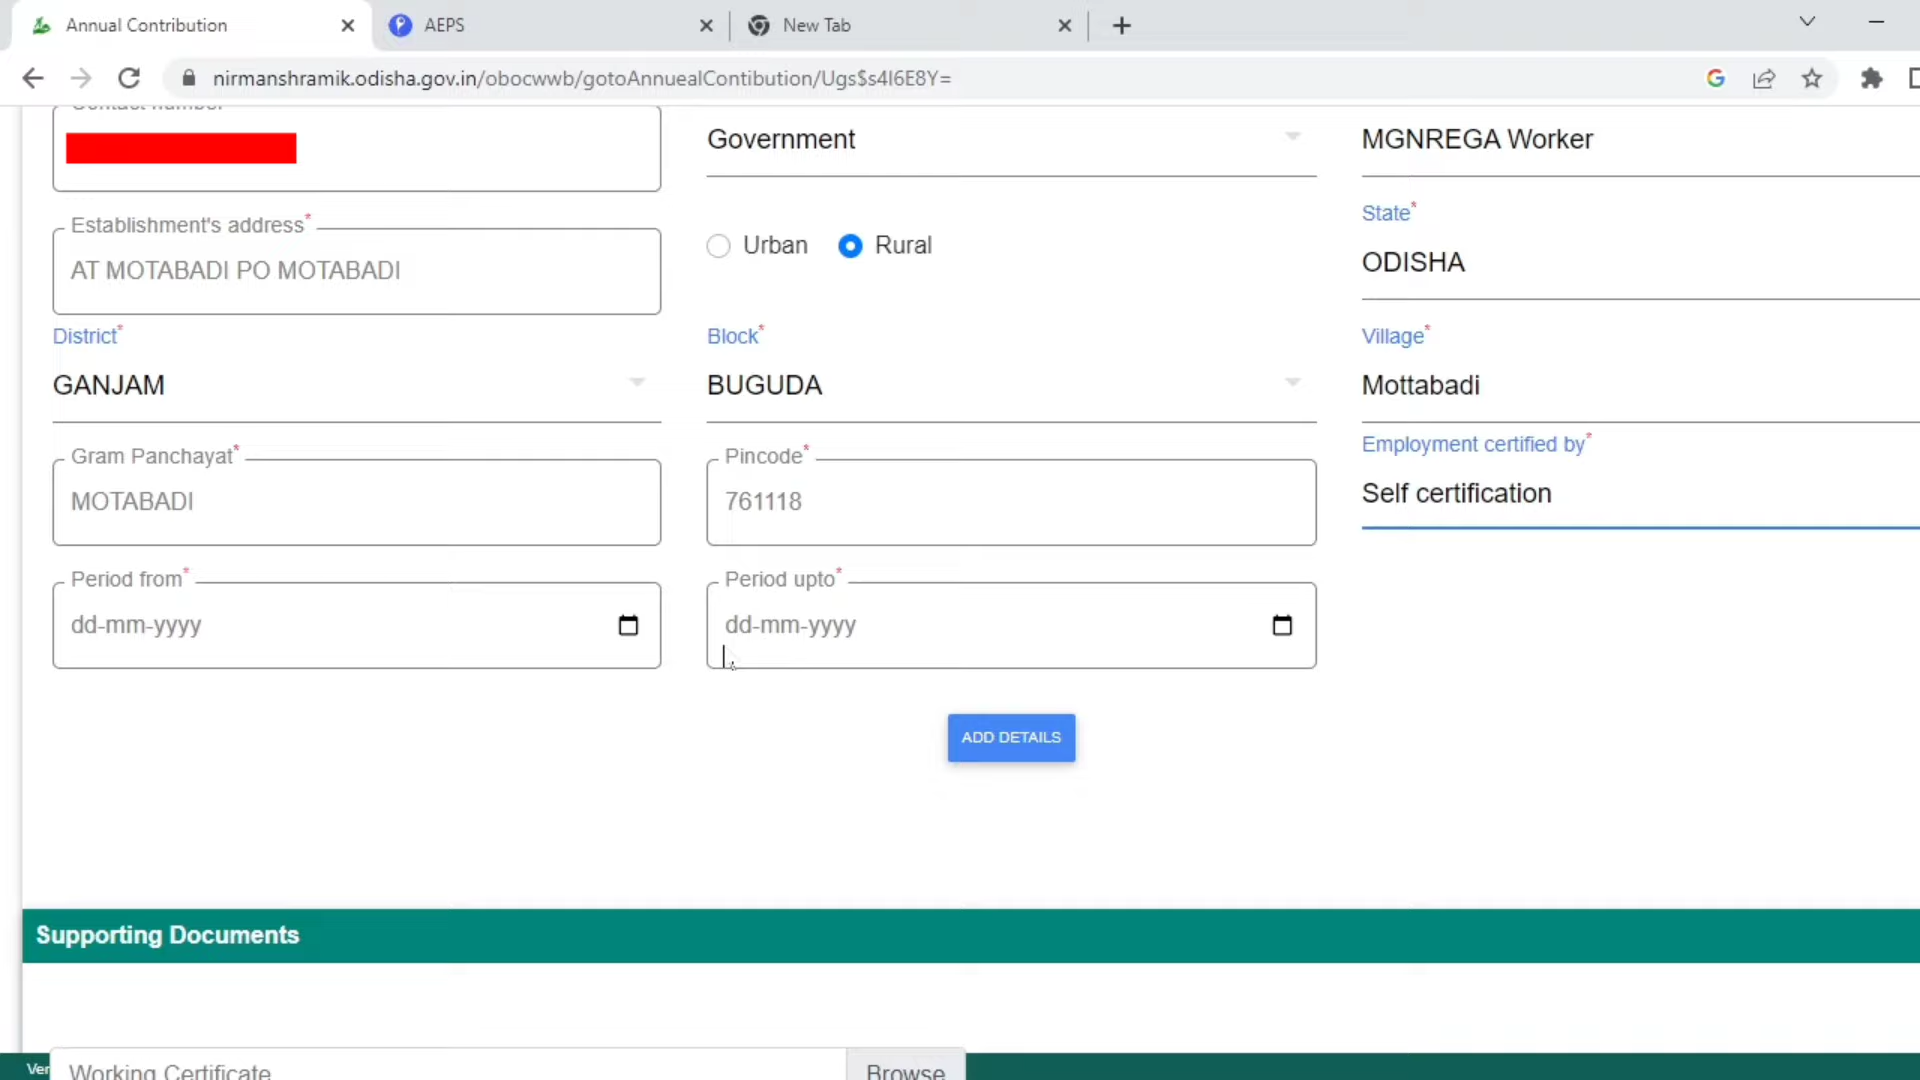 Annual Contribution
AEPS
New Tab
nirmanshramik.odisha.gov.in/obocwwb/gotoAnnuealContibution/Ugs$s4I6E8Y=
Contact number
Government
MGNREGA Worker
Establishment's address*
AT MOTABADI PO MOTABADI
Urban
Rural
State*
ODISHA
District*
GANJAM
Block*
BUGUDA
Village*
Mottabadi
Gram Panchayat*
MOTABADI
Pincode*
761118
Employment certified by*
Self certification
Period from*
dd-mm-yyyy
Period upto*
dd-mm-yyyy
ADD DETAILS
Supporting Documents
Ver
Working Certificate
Browse